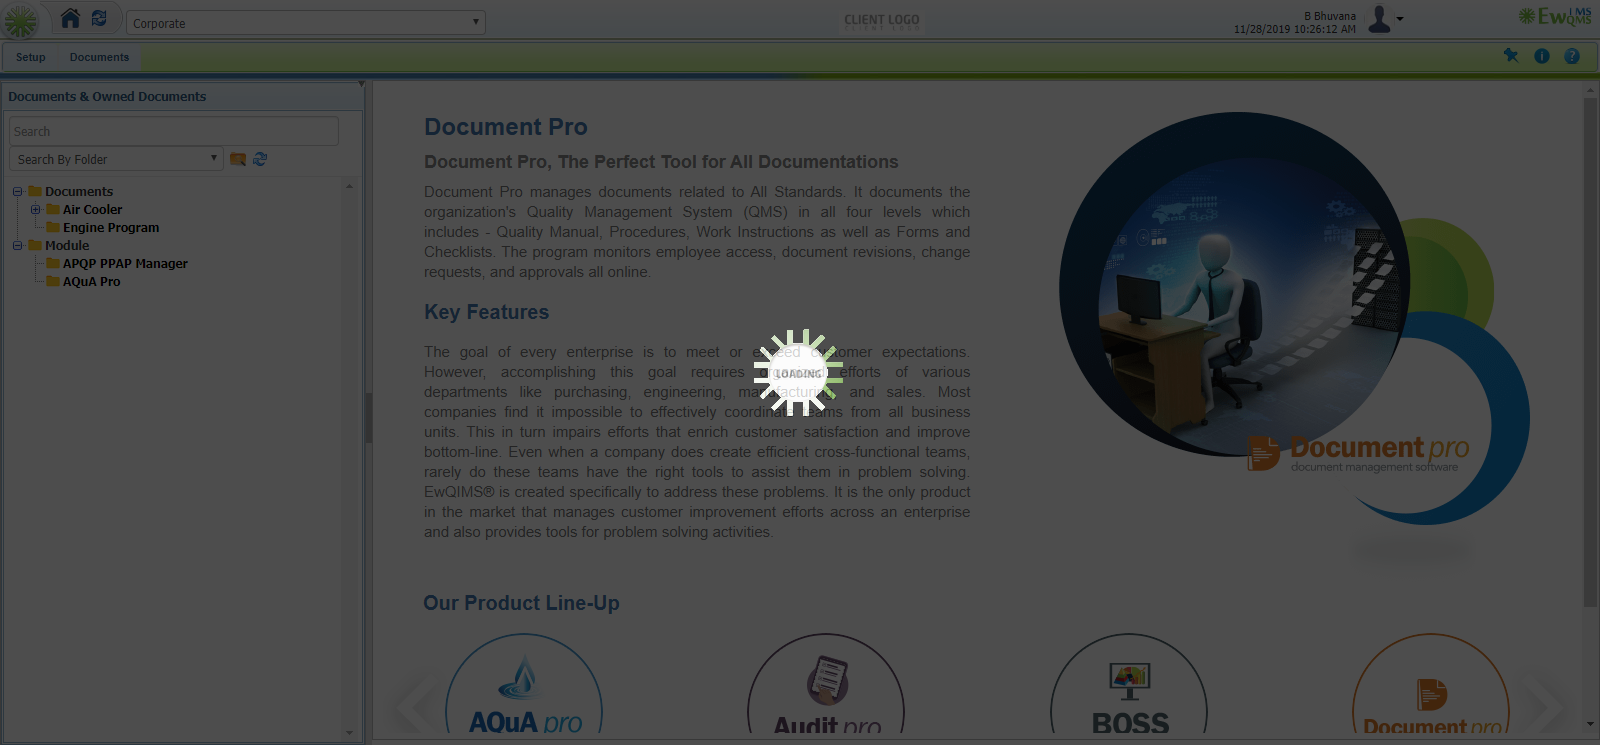 Corporate
CLIENT LOGO
B Bhuvana
11/28/2019 10:26:12 AM
EwQIMS
Setup
Documents
Documents & Owned Documents
Search
Search By Folder
Documents
Air Cooler
Engine Program
Module
APQP PPAP Manager
AQuA Pro
Document Pro
Document Pro, The Perfect Tool for All Documentations
Document Pro manages documents related to All Standards. It documents the
organization's Quality Management System (QMS) in all four levels which
includes - Quality Manual, Procedures, Work Instructions as well as Forms and
Checklists. The program monitors employee access, document revisions, change
requests, and approvals all online.
Key Features
The goal of every enterprise is to meet or exceed customer expectations.
However, accomplishing this goal requires organized efforts of various
departments like purchasing, engineering, manufacturing, and sales. Most
companies find it impossible to effectively coordinate teams from all business
units. This in turn impairs efforts that enrich customer satisfaction and improve
bottom-line. Even when a company does create efficient cross-functional teams,
rarely do these teams have the right tools to assist them in problem solving.
EwQIMS® is created specifically to address these problems. It is the only product
in the market that manages customer improvement efforts across an enterprise
and also provides tools for problem solving activities.
LOADING
Document pro
document management software
Our Product Line-Up
AQuA pro
Audit pro
BOSS
Document pro